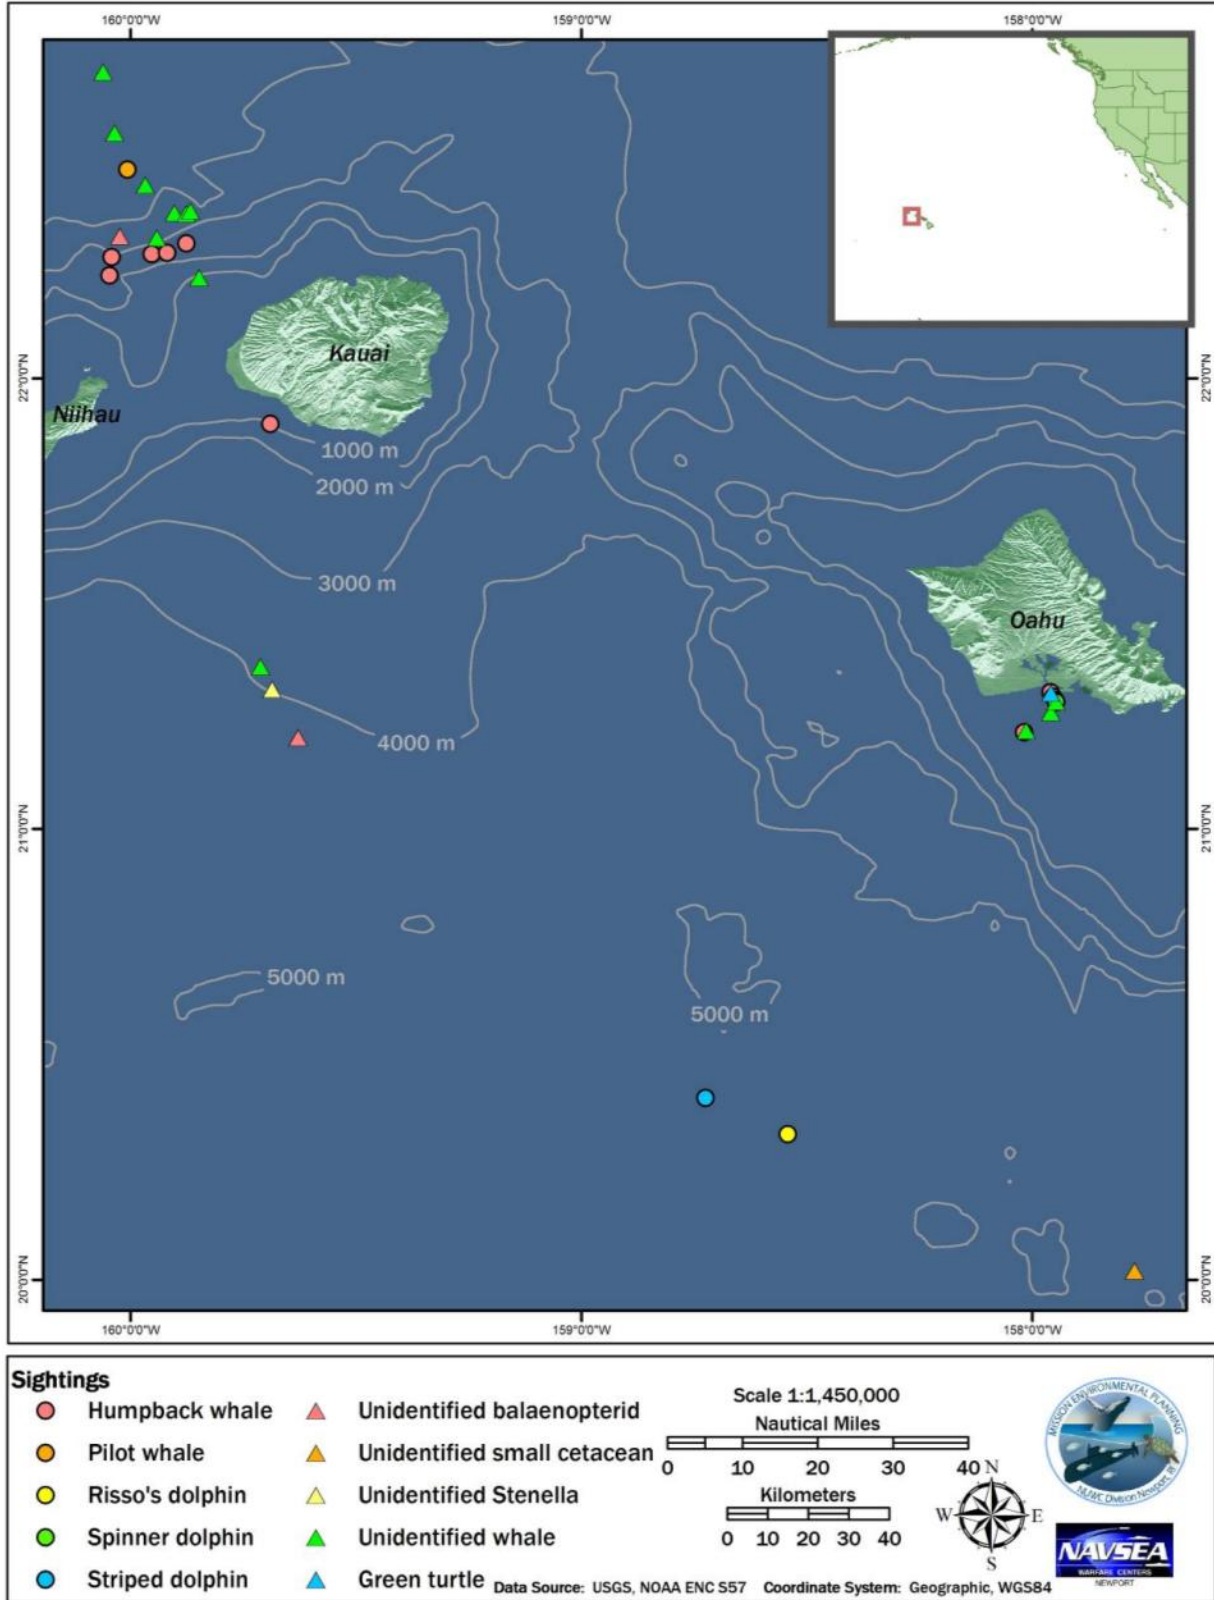 160°0'0"W
159°0'0"W
158°0'0"W
22°0'0"N
22°0'0"N
Kauai
Niihau
1000 m
2000 m
3000 m
Oahu
4000 m
21°0'0"N
21°0'0"N
5000 m
5000 m
20°0'0"N
20°0'0"N
160°0'0"W
159°0'0"W
158°0'0"W
Sightings
Humpback whale
Pilot whale
Risso's dolphin
Spinner dolphin
Striped dolphin
Unidentified balaenopterid
Unidentified small cetacean
Unidentified Stenella
Unidentified whale
Green turtle
Scale 1:1,450,000
Nautical Miles
0 10 20 30 40
Kilometers
0 10 20 30 40
N
W E
S
MISSION ENVIRONMENTAL PLANNING
NUWC Division Newport, RI
NAVSEA
WARFARE CENTERS
NEWPORT
Data Source: USGS, NOAA ENC S57 Coordinate System: Geographic, WGS84